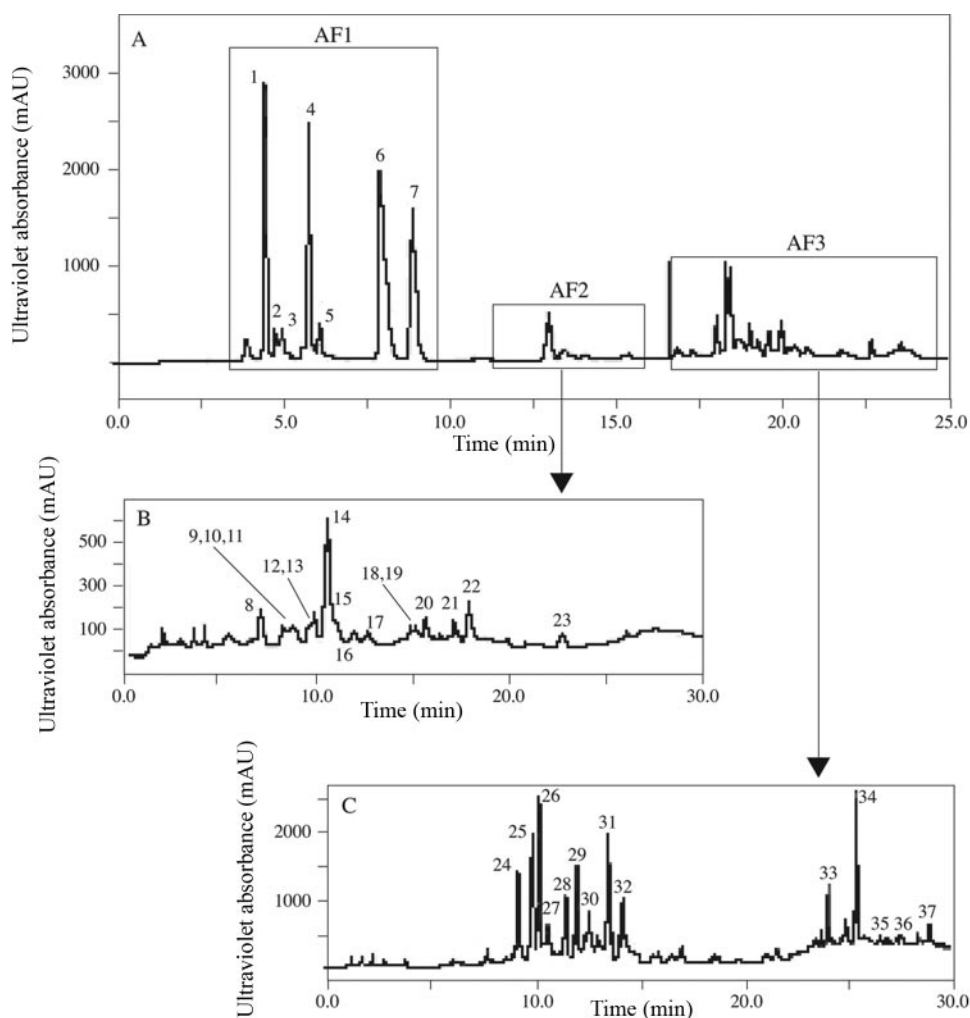 A
AF1
Ultraviolet absorbance (mAU)
3000
2000
1000
1
2
3
4
5
6
7
AF2
AF3
0.0 5.0 10.0 15.0 20.0 25.0
Time (min)
B
Ultraviolet absorbance (mAU)
500
300
100
8
9,10,11
12,13
14
15
16
17
18,19
20
21
22
23
0.0 10.0 20.0 30.0
Time (min)
C
Ultraviolet absorbance (mAU)
2000
1000
24
25
26
27
28
29
30
31
32
33
34
35
36
37
0.0 10.0 20.0 30.0
Time (min)